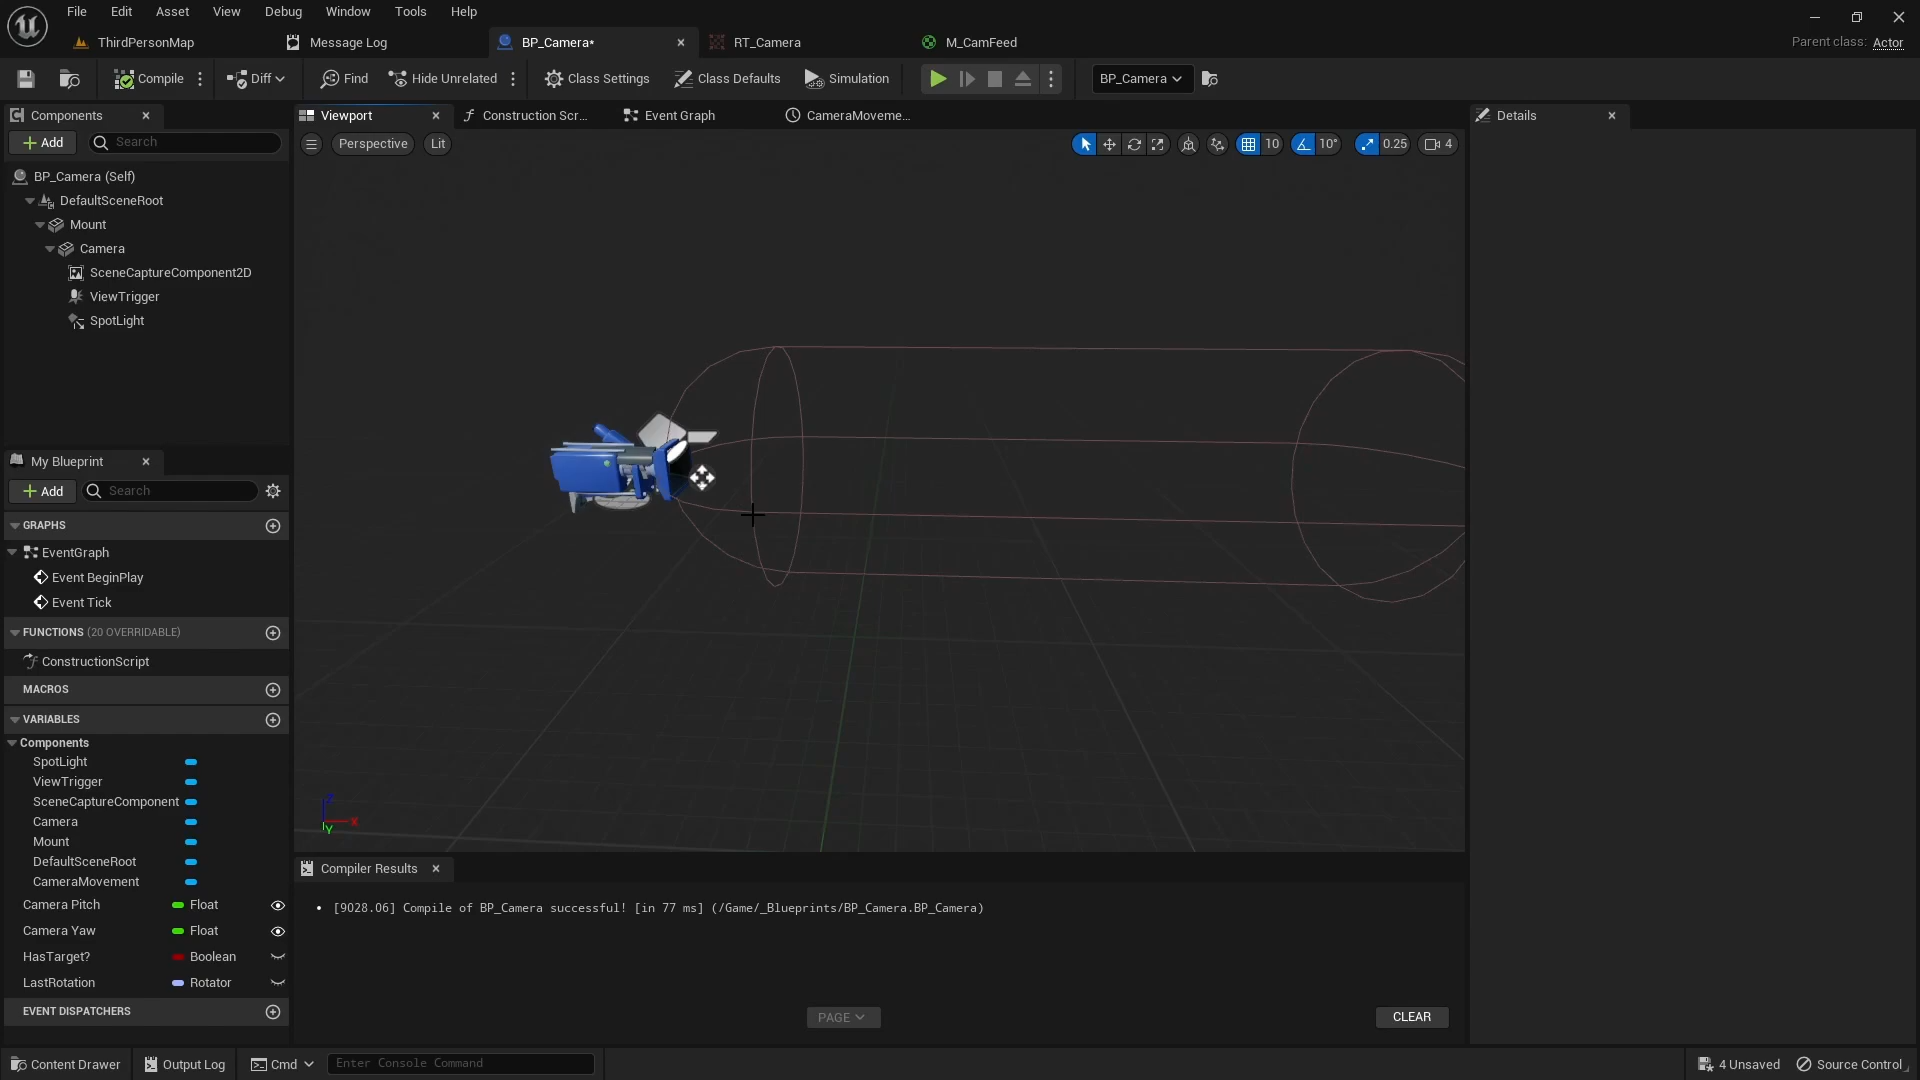 File Edit Asset View Debug Window Tools Help
ThirdPersonMap Message Log BP_Camera* RT_Camera M_CamFeed
Parent class: Actor
Compile Diff Find Hide Unrelated Class Settings Class Defaults Simulation BP_Camera
Components
Add Search
BP_Camera (Self)
DefaultSceneRoot
Mount
Camera
SceneCaptureComponent2D
ViewTrigger
SpotLight
Viewport Construction Scr... Event Graph CameraMoveme...
Perspective Lit
10 10° 0.25 4
Z
X
Y
Details
My Blueprint
Add Search
GRAPHS
EventGraph
Event BeginPlay
Event Tick
FUNCTIONS (20 OVERRIDABLE)
ConstructionScript
MACROS
VARIABLES
Components
SpotLight
ViewTrigger
SceneCaptureComponent
Camera
Mount
DefaultSceneRoot
CameraMovement
Camera Pitch Float
Camera Yaw Float
HasTarget? Boolean
LastRotation Rotator
EVENT DISPATCHERS
Compiler Results
• [9028.06] Compile of BP_Camera successful! [in 77 ms] (/Game/_Blueprints/BP_Camera.BP_Camera)
PAGE CLEAR
Content Drawer Output Log Cmd Enter Console Command 4 Unsaved Source Control